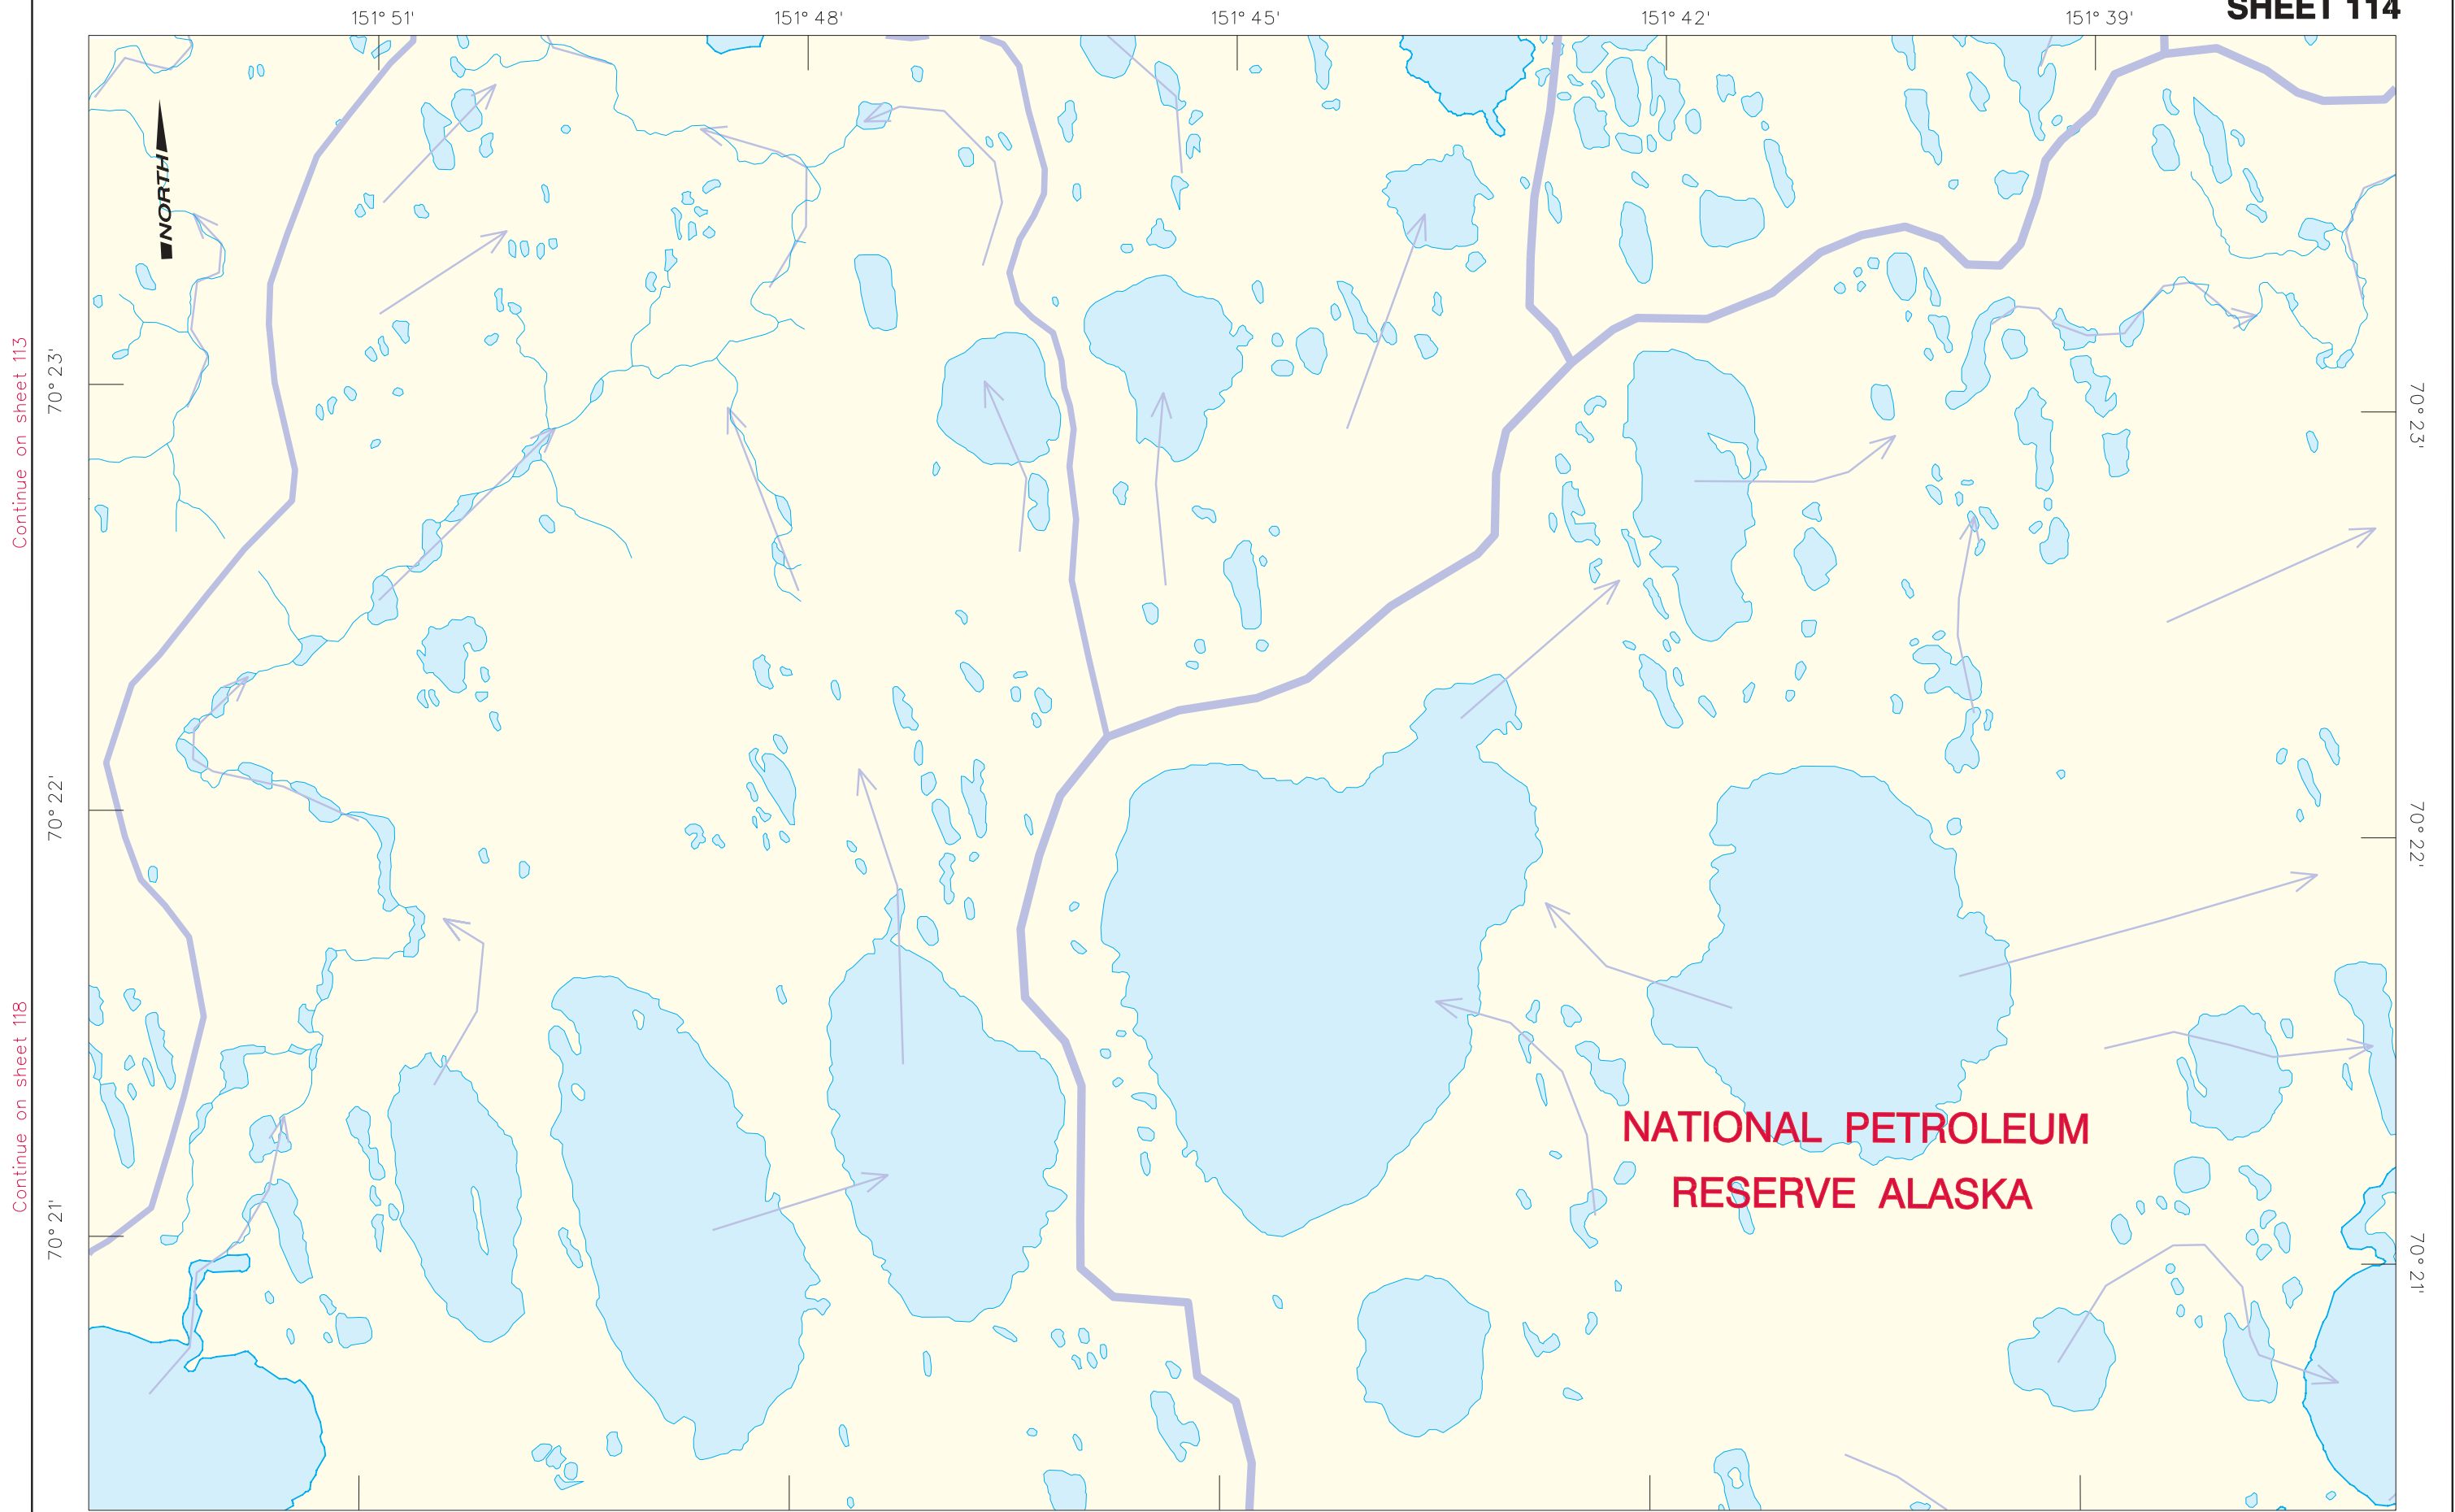 SHEET 114
151° 51' 151° 48' 151° 45' 151° 42' 151° 39'
NORTH
Continue on sheet 113
70° 23'
70° 23'
70° 22'
70° 22'
Continue on sheet 118
70° 21'
70° 21'
NATIONAL PETROLEUM
RESERVE ALASKA